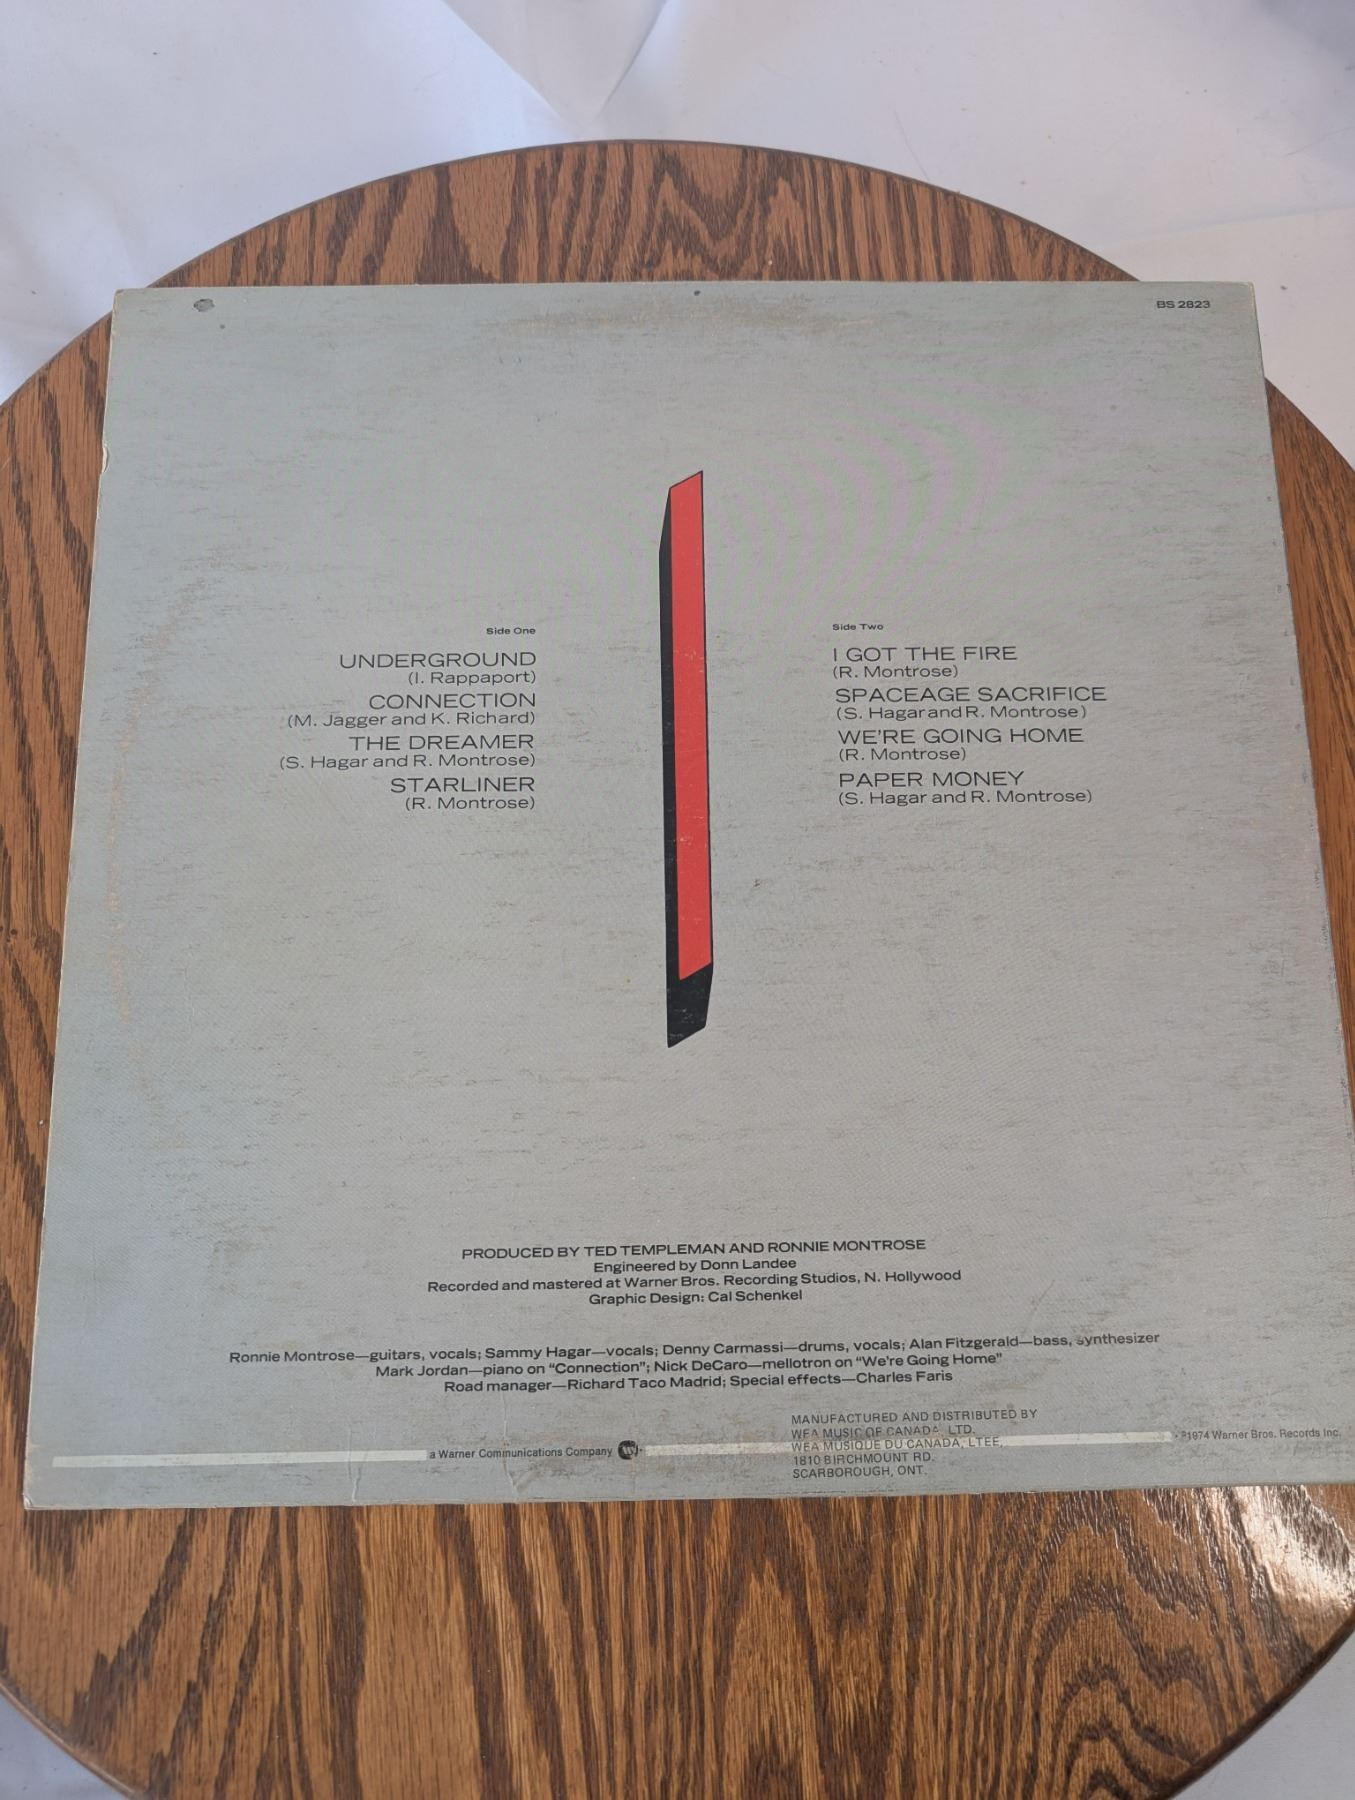 BS 2823
Side One
UNDERGROUND
(I. Rappaport)
CONNECTION
(M. Jagger and K. Richard)
THE DREAMER
(S. Hagar and R. Montrose)
STARLINER
(R. Montrose)
Side Two
I GOT THE FIRE
(R. Montrose)
SPACEAGE SACRIFICE
(S. Hagar and R. Montrose)
WE'RE GOING HOME
(R. Montrose)
PAPER MONEY
(S. Hagar and R. Montrose)
PRODUCED BY TED TEMPLEMAN AND RONNIE MONTROSE
Engineered by Donn Landee
Recorded and mastered at Warner Bros. Recording Studios, N. Hollywood
Graphic Design: Cal Schenkel
Ronnie Montrose—guitars, vocals; Sammy Hagar—vocals; Denny Carmassi—drums, vocals; Alan Fitzgerald—bass, synthesizer
Mark Jordan—piano on "Connection"; Nick DeCaro—mellotron on "We're Going Home"
Road manager—Richard Taco Madrid; Special effects—Charles Faris
a Warner Communications Company
MANUFACTURED AND DISTRIBUTED BY
WEA MUSIC OF CANADA, LTD.
WEA MUSIQUE DU CANADA, LTEE,
1810 BIRCHMOUNT RD.
SCARBOROUGH, ONT.
℗1974 Warner Bros. Records Inc.